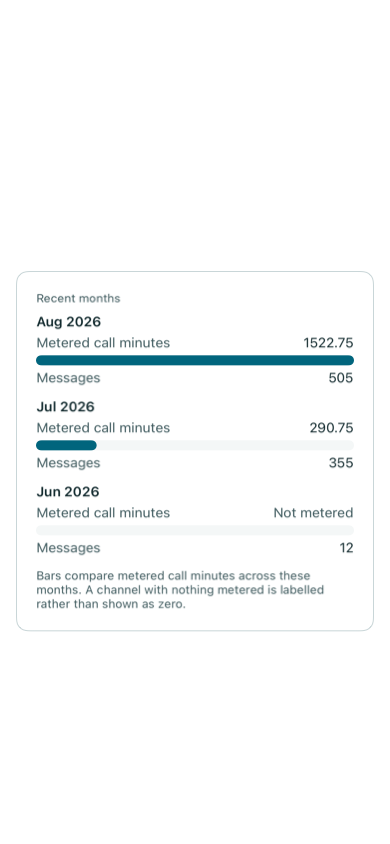 Recent months
Aug 2026
Metered call minutes 1522.75
Messages 505
Jul 2026
Metered call minutes 290.75
Messages 355
Jun 2026
Metered call minutes Not metered
Messages 12
Bars compare metered call minutes across these
months. A channel with nothing metered is labelled
rather than shown as zero.